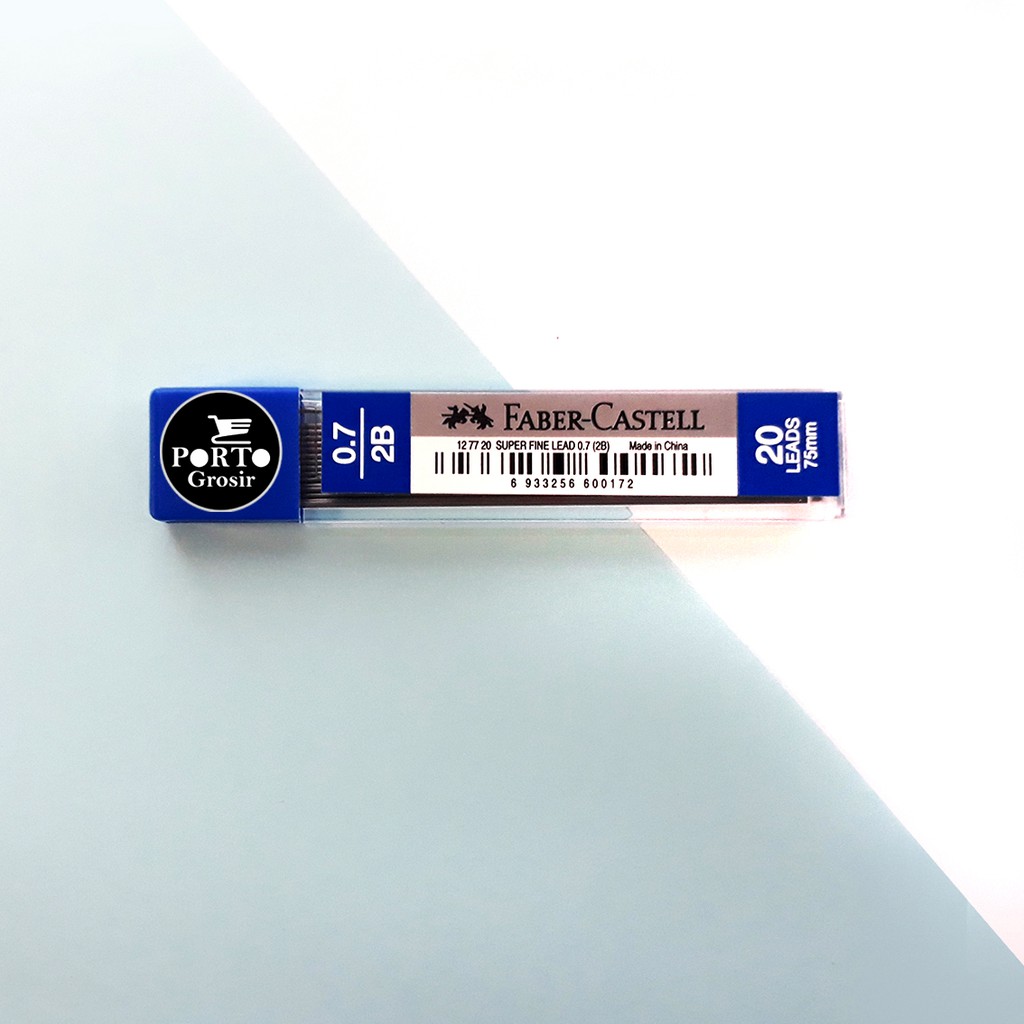 PORTO
Grosir
0.7
2B
FABER-CASTELL
12 77 20 SUPER FINE LEAD 0.7 (2B) Made in China
6 933256 600172
20
LEADS
75mm